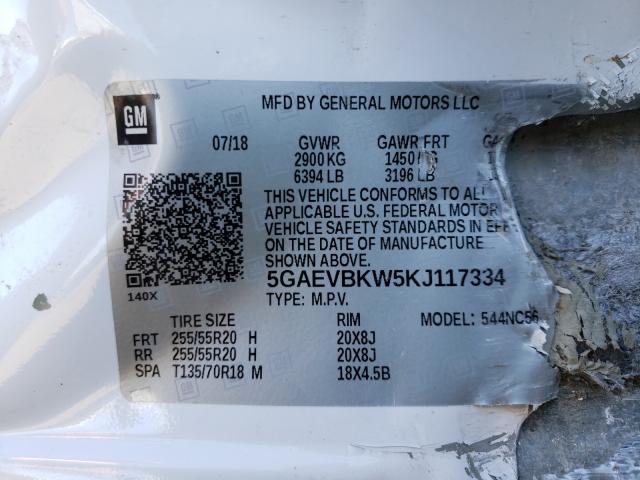 GM
MFD BY GENERAL MOTORS LLC
07/18 GVWR GAWR FRT
2900 KG 1450
6394 LB 3196 LB
THIS VEHICLE CONFORMS TO ALL
APPLICABLE U.S. FEDERAL MOTOR
VEHICLE SAFETY STANDARDS IN
ON THE DATE OF MANUFACTURE
SHOWN ABOVE.
140X
5GAEVBKW5KJ117334
TYPE: M.P.V.
TIRE SIZE RIM MODEL: 544NC56
FRT 255/55R20 H 20X8J
RR 255/55R20 H 20X8J
SPA T135/70R18 M 18X4.5B